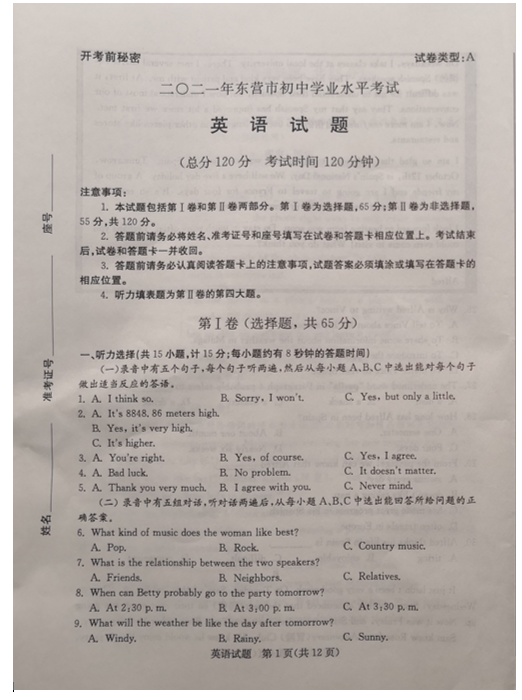 开考前秘密 试卷类型:A
二〇二一年东营市初中学业水平考试
英语试题
(总分120分 考试时间120分钟)
注意事项:
1. 本试题包括第Ⅰ卷和第Ⅱ卷两部分。第Ⅰ卷为选择题,65分;第Ⅱ卷为非选择题,
55分,共120分。
2. 答题前请务必将姓名、准考证号和座号填写在试卷和答题卡相应位置上。考试结束
后,试卷和答题卡一并收回。
3. 答题前请务必认真阅读答题卡上的注意事项,试题答案必须填涂或填写在答题卡的
相应位置。
4. 听力填表题为第Ⅱ卷的第四大题。
第Ⅰ卷(选择题,共65分)
一、听力选择(共15小题,计15分;每小题约有8秒钟的答题时间)
(一)录音中有五个句子,每个句子听两遍,然后从每小题A、B、C中选出能对每个句子
做出适当反应的答语。
1. A. I think so. B. Sorry, I won't. C. Yes, but only a little.
2. A. It's 8848.86 meters high.
B. Yes, it's very high.
C. It's higher.
3. A. You're right. B. Yes, of course. C. Yes, I agree.
4. A. Bad luck. B. No problem. C. It doesn't matter.
5. A. Thank you very much. B. I agree with you. C. Never mind.
(二)录音中有五组对话,听对话两遍后,从每小题A、B、C中选出能回答所给问题的正
确答案。
6. What kind of music does the woman like best?
A. Pop. B. Rock. C. Country music.
7. What is the relationship between the two speakers?
A. Friends. B. Neighbors. C. Relatives.
8. When can Betty probably go to the party tomorrow?
A. At 2:30 p. m. B. At 3:00 p. m. C. At 3:30 p. m.
9. What will the weather be like the day after tomorrow?
A. Windy. B. Rainy. C. Sunny.
英语试题 第1页(共12页)
座号
准考证号
姓名